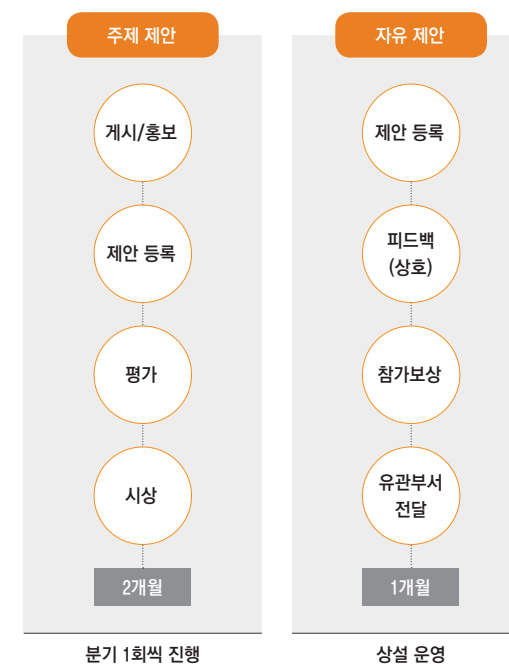 주제 제안
게시/홍보
제안 등록
평가
시상
2개월
분기 1회씩 진행
자유 제안
제안 등록
피드백
(상호)
참가보상
유관부서
전달
1개월
상설 운영